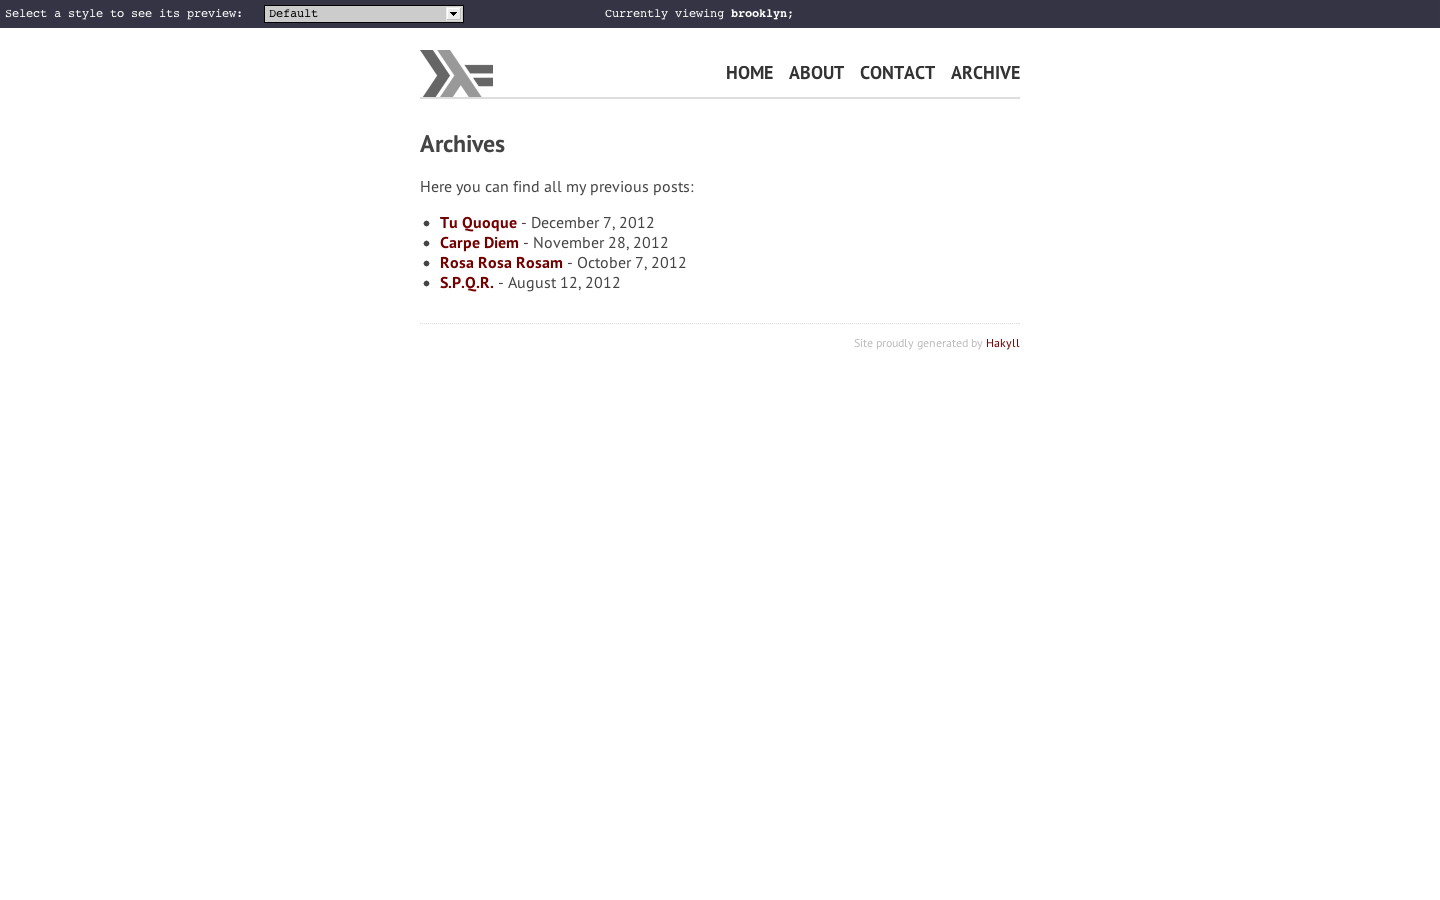 Select a style to see its preview: Default Currently viewing brooklyn;
HOME ABOUT CONTACT ARCHIVE
Archives
Here you can find all my previous posts:
Tu Quoque - December 7, 2012
Carpe Diem - November 28, 2012
Rosa Rosa Rosam - October 7, 2012
S.P.Q.R. - August 12, 2012
Site proudly generated by Hakyll